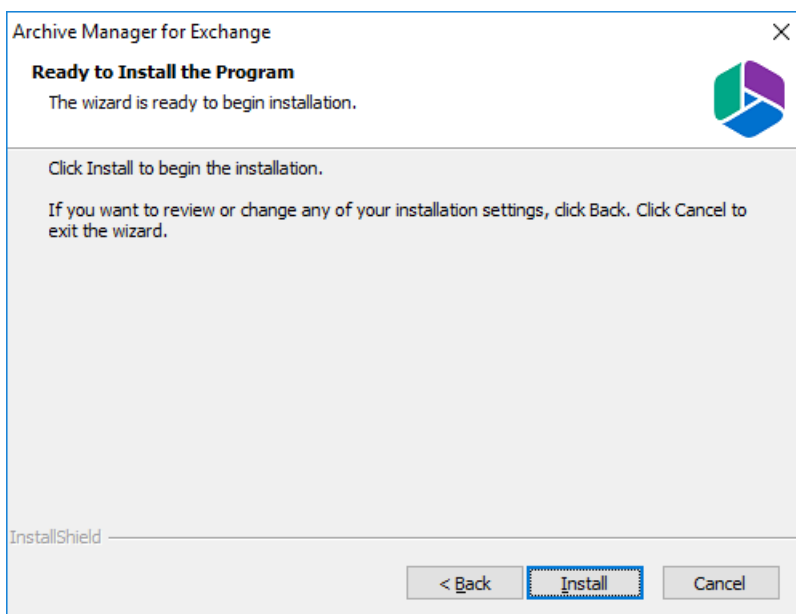 Archive Manager for Exchange
Ready to Install the Program
The wizard is ready to begin installation.
Click Install to begin the installation.
If you want to review or change any of your installation settings, click Back. Click Cancel to
exit the wizard.
InstallShield
< Back
Install
Cancel